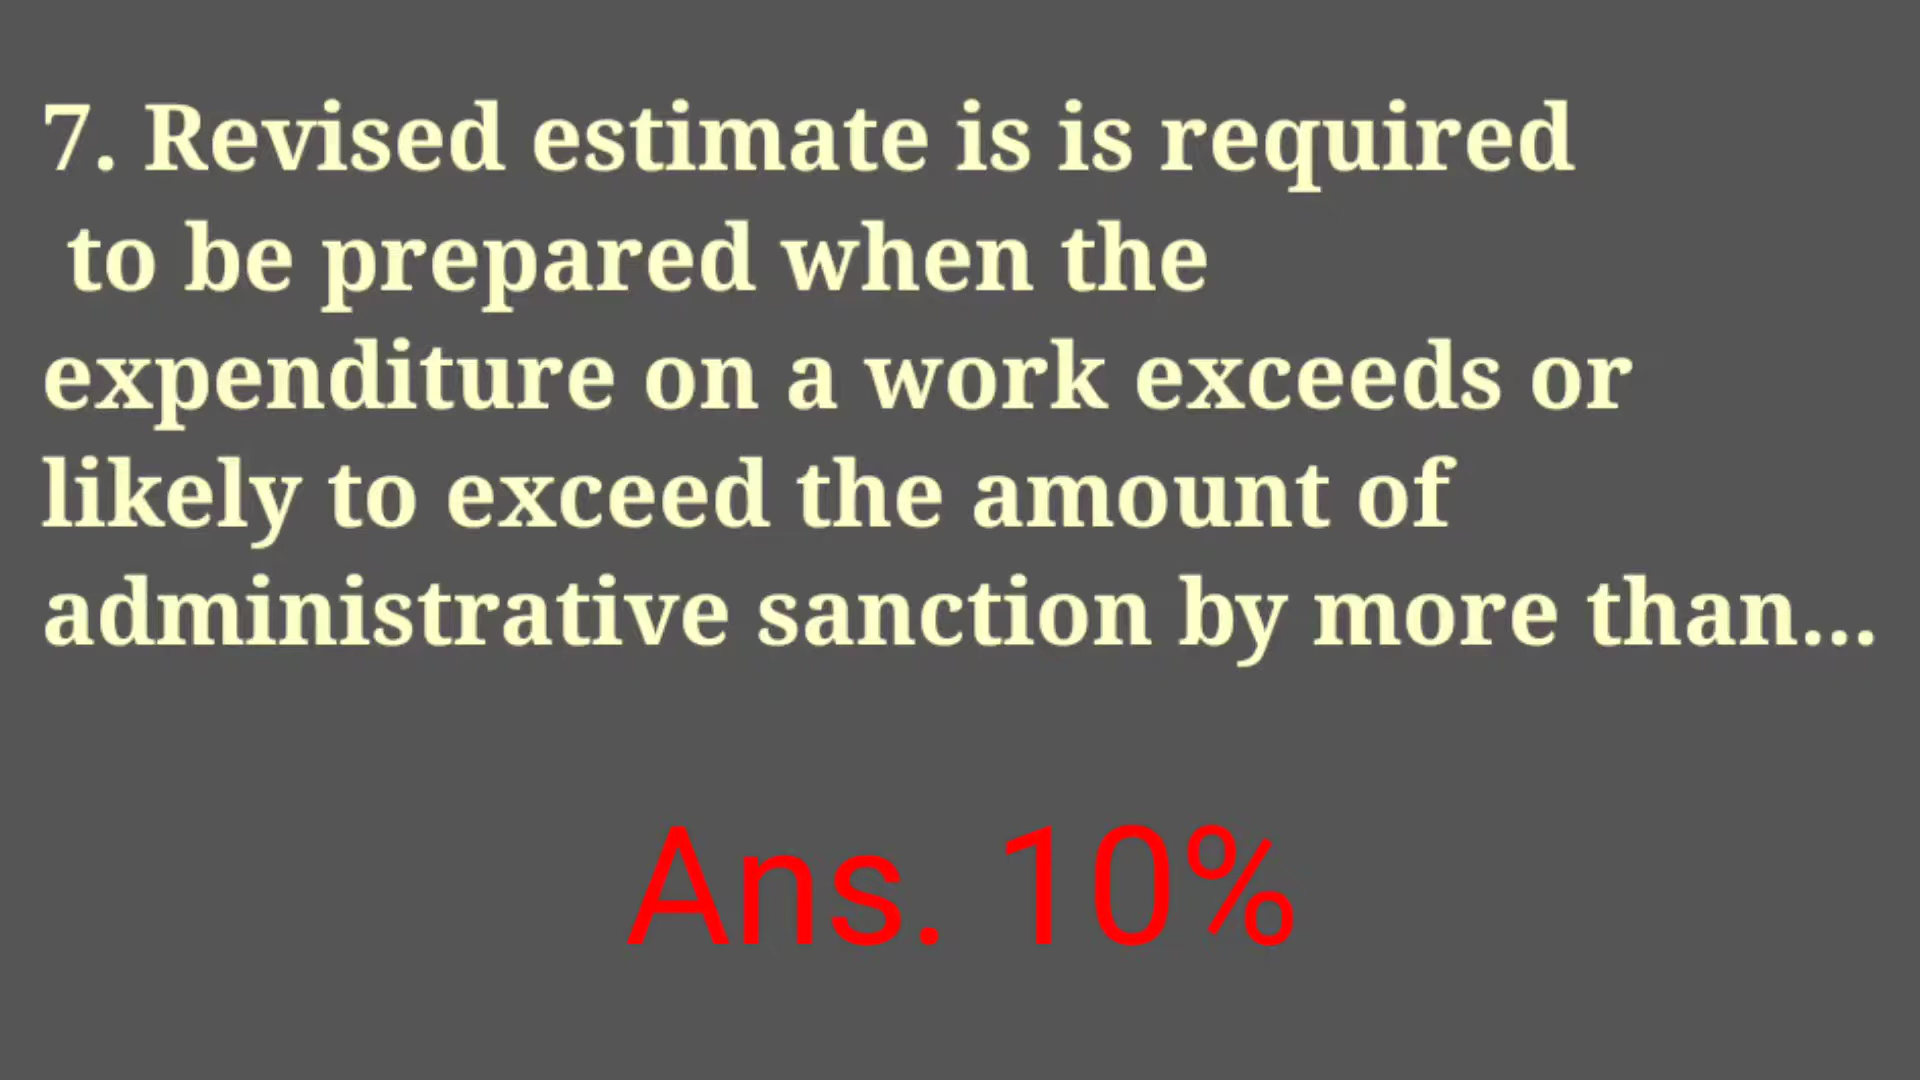 7. Revised estimate is is required
to be prepared when the
expenditure on a work exceeds or
likely to exceed the amount of
administrative sanction by more than...
Ans. 10%